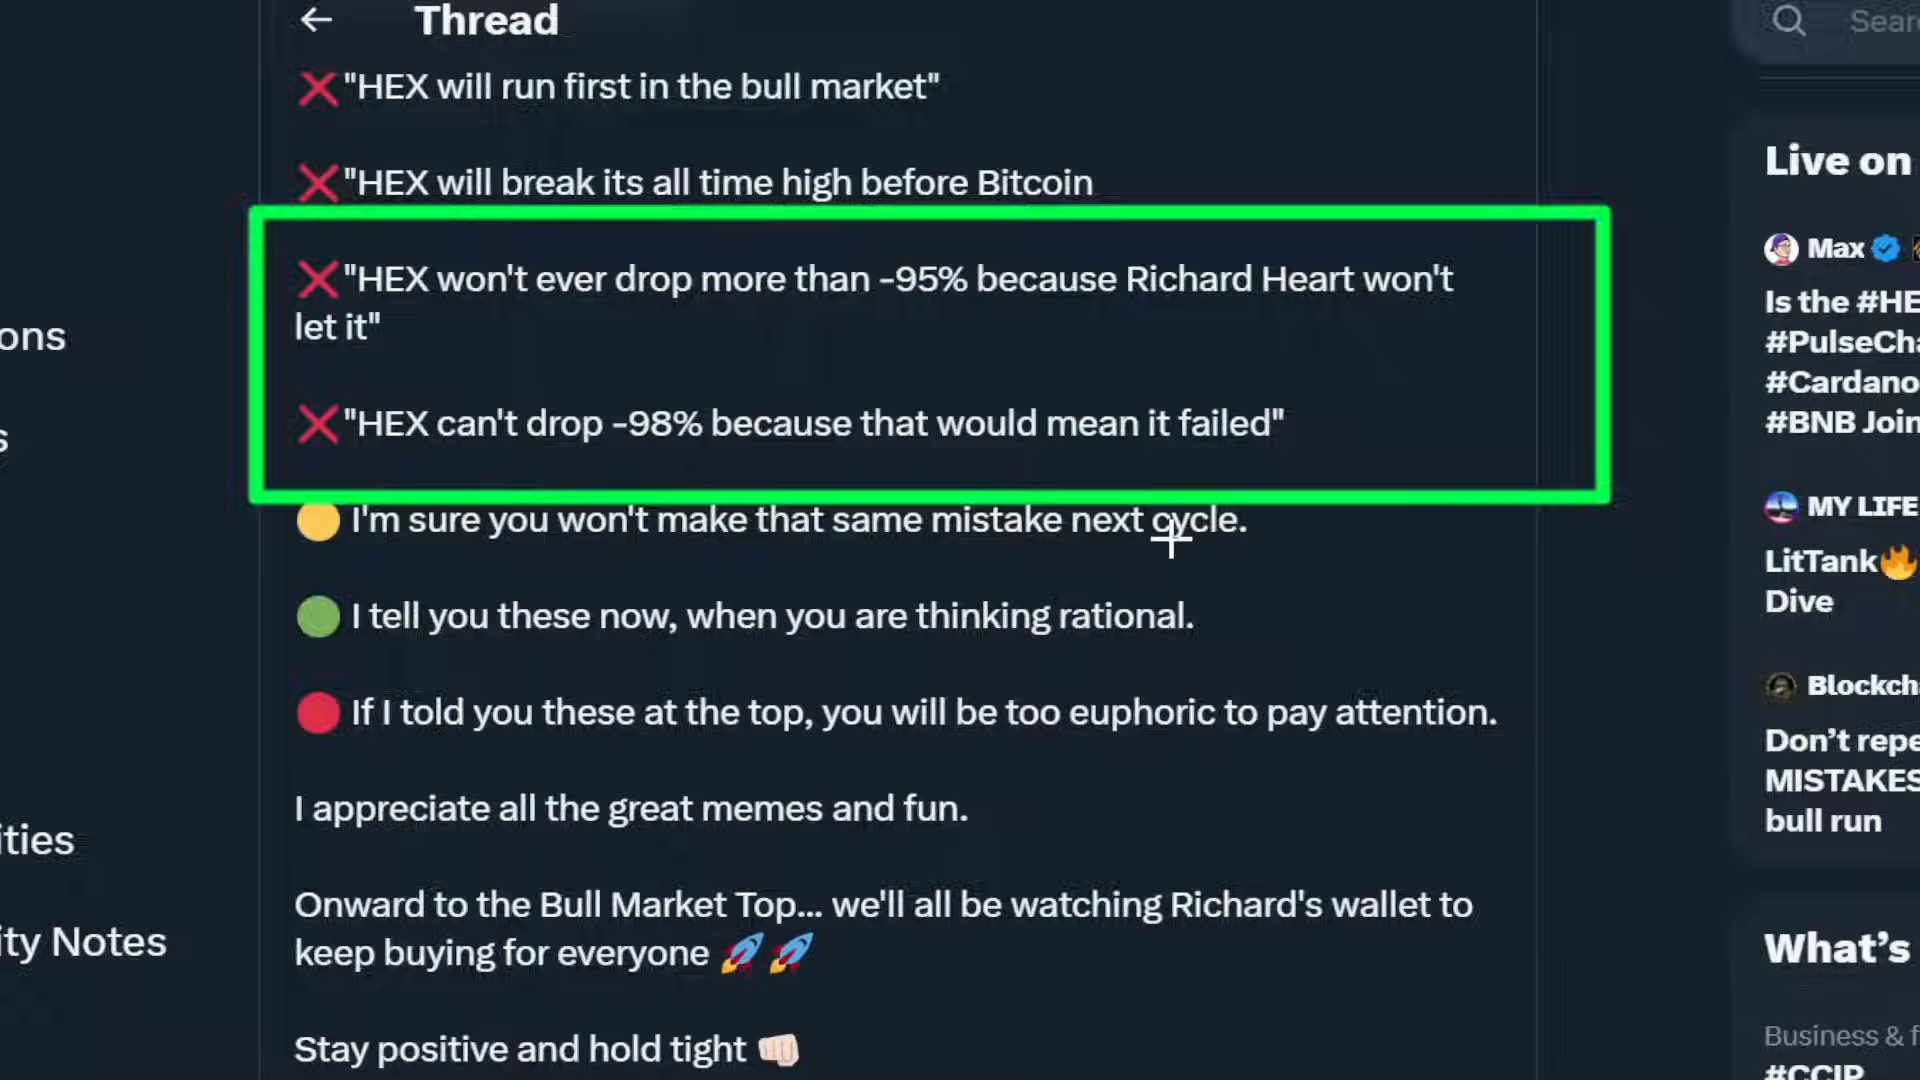 Thread
❌"HEX will run first in the bull market"
❌"HEX will break its all time high before Bitcoin
❌"HEX won't ever drop more than -95% because Richard Heart won't
let it"
❌"HEX can't drop -98% because that would mean it failed"
🟡 I'm sure you won't make that same mistake next cycle.
🟢 I tell you these now, when you are thinking rational.
🔴 If I told you these at the top, you will be too euphoric to pay attention.
I appreciate all the great memes and fun.
Onward to the Bull Market Top... we'll all be watching Richard's wallet to
keep buying for everyone 🚀 🚀
Stay positive and hold tight 👊🏻
ons
s
ities
ity Notes
Sear
Live on
Max
Is the #HE
#PulseCha
#Cardano
#BNB Join
MY LIFE
LitTank🔥
Dive
Blockch
Don’t repe
MISTAKES
bull run
What’s
Business & f
#CCIP